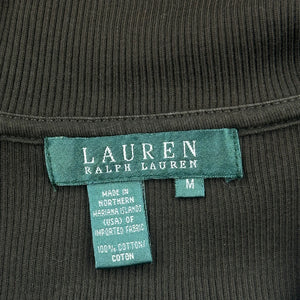 LAUREN
RALPH LAUREN
M
MADE IN
NORTHERN
MARIANA ISLANDS
(USA) OF
IMPORTED FABRIC
100% COTTON/
COTON